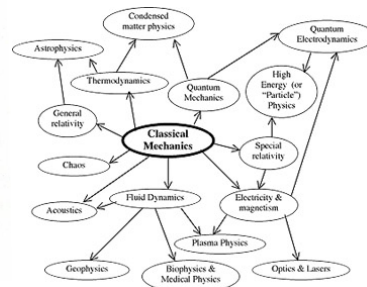 Condensed
matter physics
Quantum
Electrodynamics
Astrophysics
Thermodynamics
Quantum
Mechanics
High
Energy (or
“Particle”)
Physics
General
relativity
Classical
Mechanics
Special
relativity
Chaos
Acoustics
Fluid Dynamics
Electricity &
magnetism
Plasma Physics
Geophysics
Biophysics &
Medical Physics
Optics & Lasers